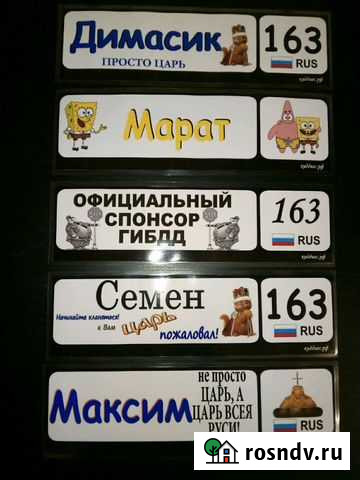 Димасик
ПРОСТО ЦАРЬ
163
RUS
Марат
ОФИЦИАЛЬНЫЙ
СПОНСОР
ГИБДД
163
RUS
Семен
Начинайте кланяться!
к Вам царь
пожаловал!
163
RUS
Максим
не просто
ЦАРЬ, А
ЦАРЬ ВСЕЯ
РУСИ!
RUS
rosndv.ru